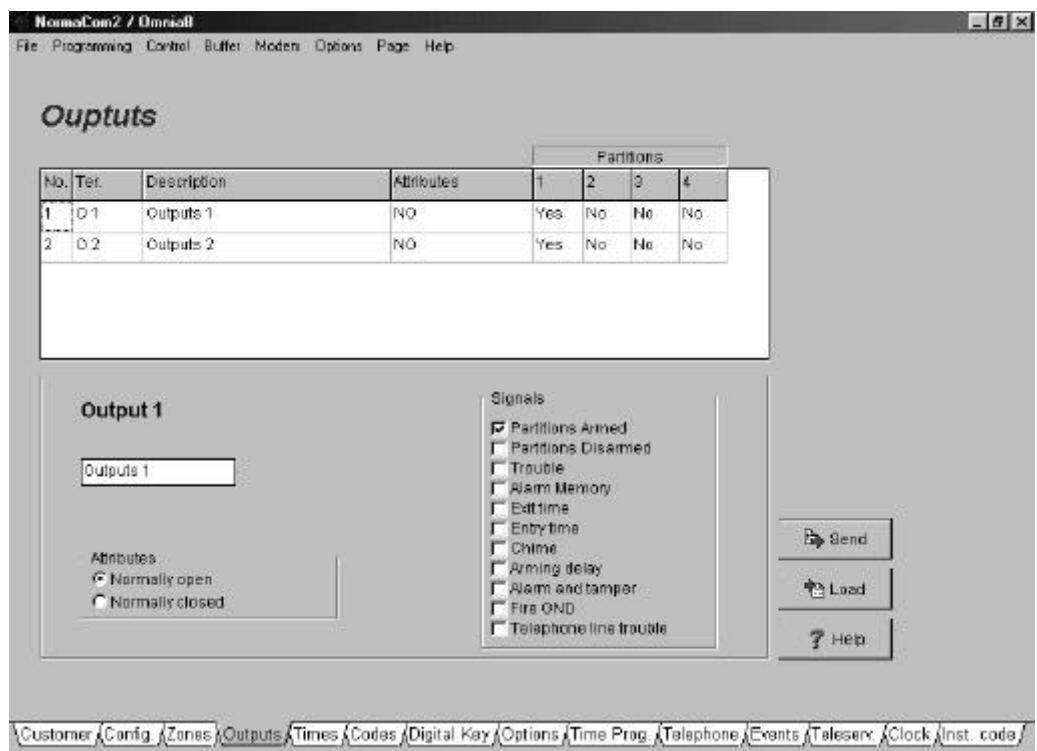 NormaCom2 / Omnia8
File Programming Control Buffer Modem Options Page Help
Ouptuts
Partitions
No. Ter. Description Attributes 1 2 3 4
1 O 1 Outputs 1 NO Yes No No No
2 O 2 Outputs 2 NO Yes No No No
Output 1
Outputs 1
Attributes
Normally open
Normally closed
Signals
Partitions Armed
Partitions Disarmed
Trouble
Alarm Memory
Exit time
Entry time
Chime
Arming delay
Alarm and tamper
Fire GND
Telephone line trouble
Send
Load
? Help
Customer Config. Zones Outputs Times Codes Digital Key Options Time Prog. Telephone Events Teleserv. Clock Inst. code